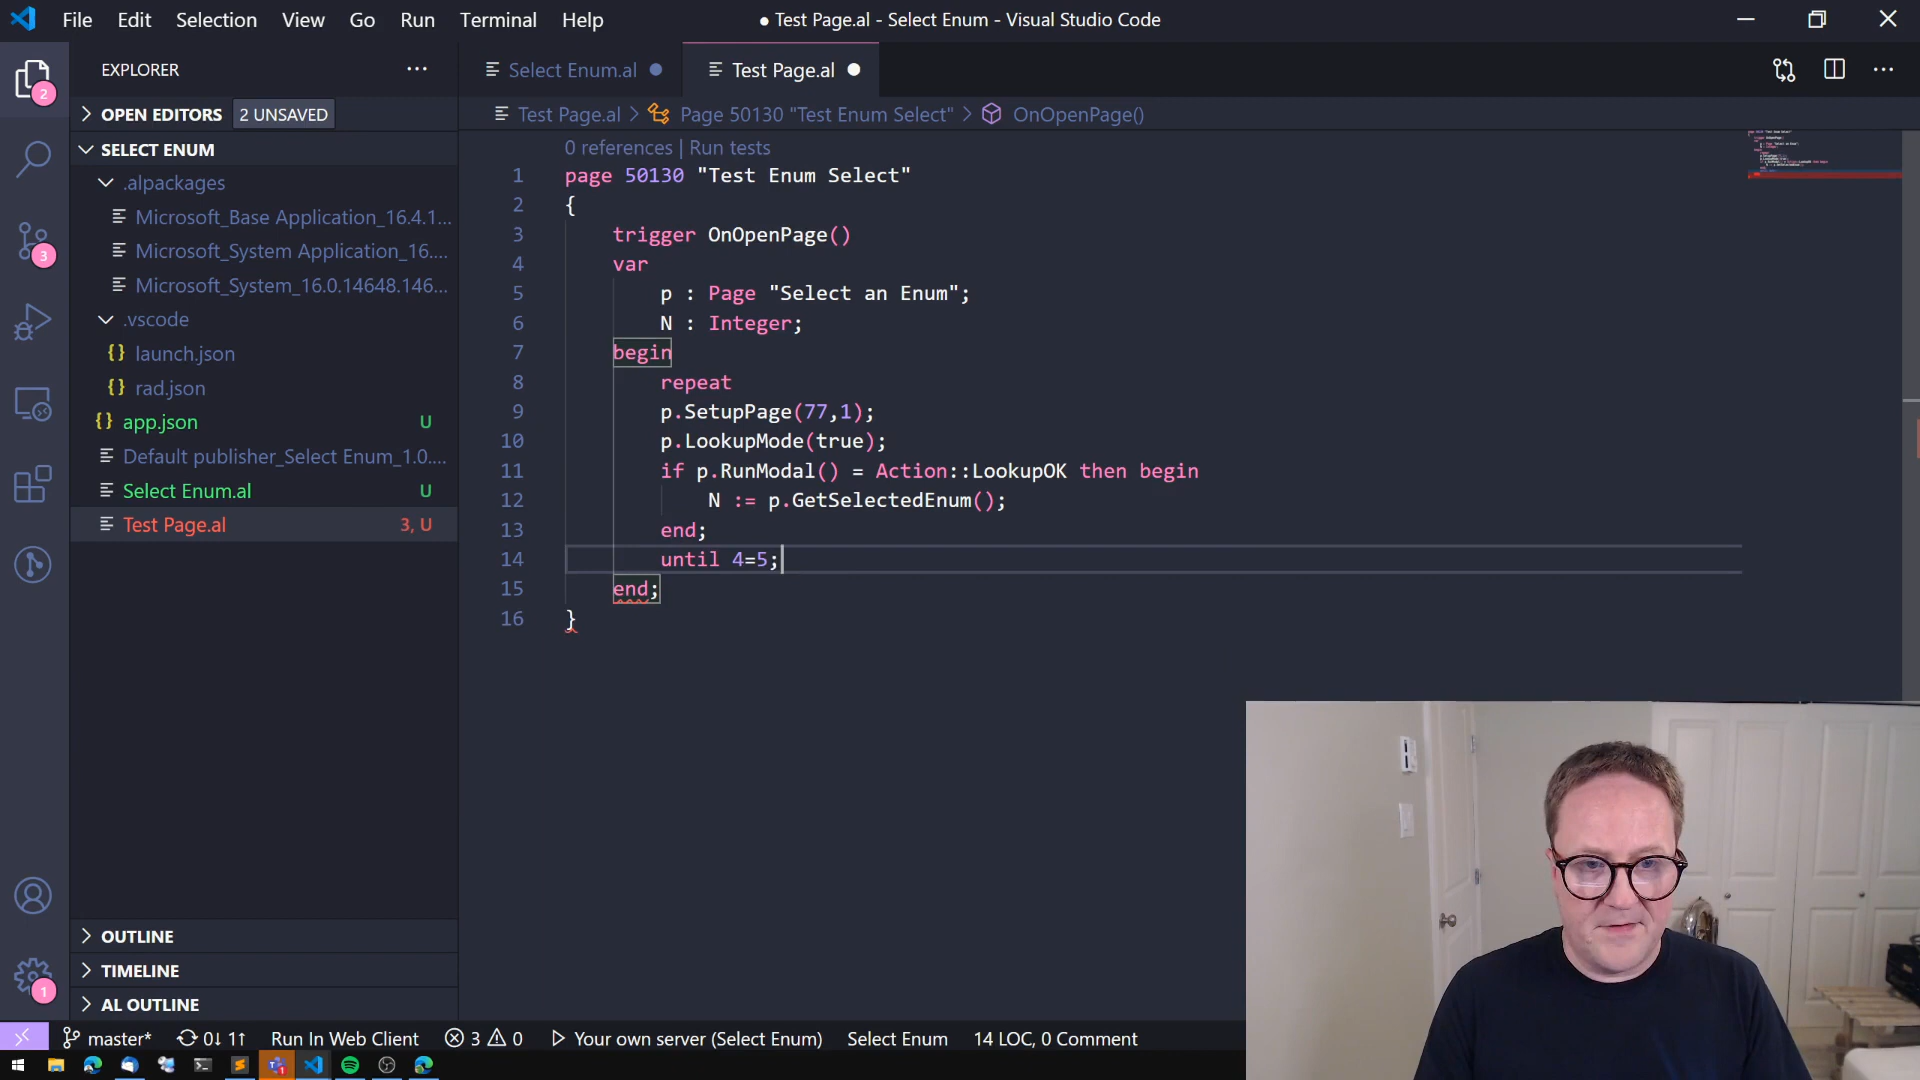 File Edit Selection View Go Run Terminal Help
● Test Page.al - Select Enum - Visual Studio Code
EXPLORER
OPEN EDITORS 2 UNSAVED
SELECT ENUM
.alpackages
Microsoft_Base Application_16.4.1...
Microsoft_System Application_16....
Microsoft_System_16.0.14648.146...
.vscode
{} launch.json
{} rad.json
{} app.json U
Default publisher_Select Enum_1.0....
Select Enum.al U
Test Page.al 3, U
OUTLINE
TIMELINE
AL OUTLINE
2
3
1
Select Enum.al
Test Page.al
Test Page.al > Page 50130 "Test Enum Select" > OnOpenPage()
0 references | Run tests
1 page 50130 "Test Enum Select"
2 {
3 trigger OnOpenPage()
4 var
5 p : Page "Select an Enum";
6 N : Integer;
7 begin
8 repeat
9 p.SetupPage(77,1);
10 p.LookupMode(true);
11 if p.RunModal() = Action::LookupOK then begin
12 N := p.GetSelectedEnum();
13 end;
14 until 4=5;
15 end;
16 }
master* 0↓ 1↑ Run In Web Client 3 0 Your own server (Select Enum) Select Enum 14 LOC, 0 Comment